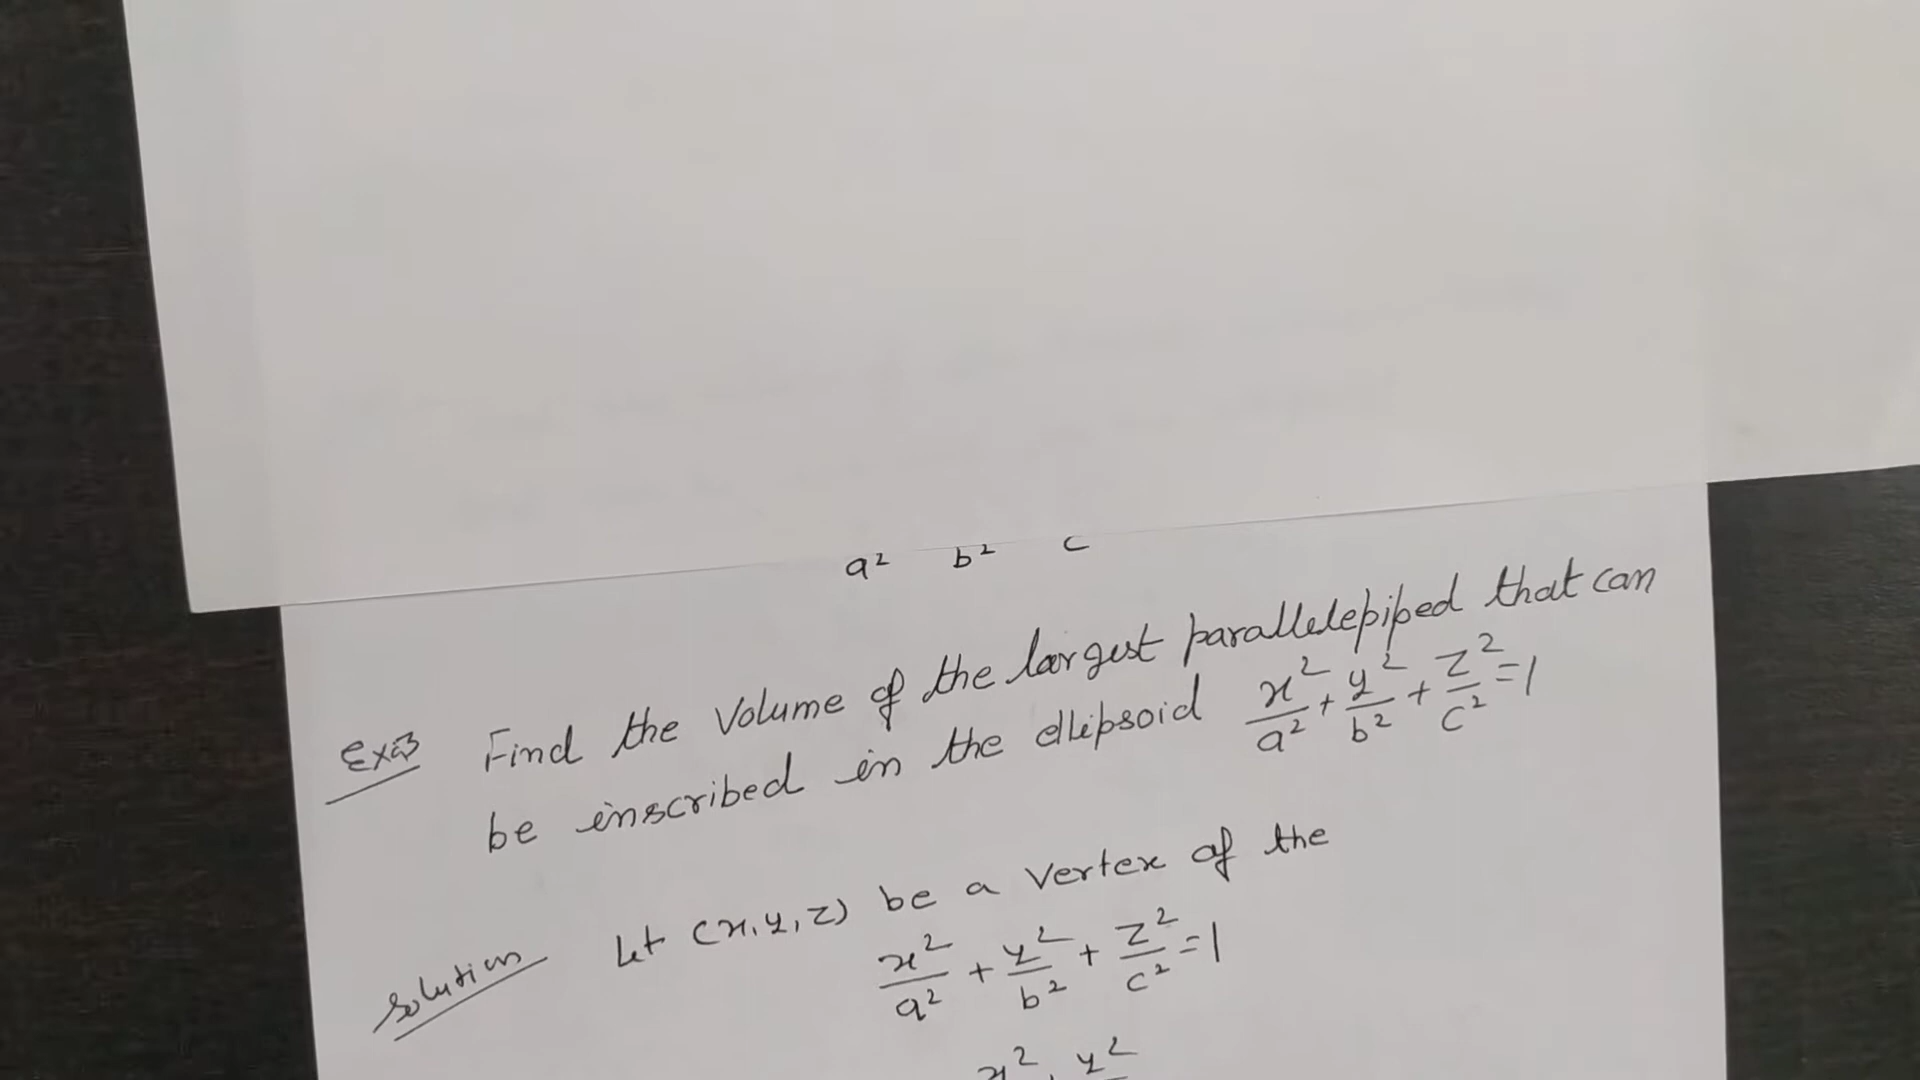 a² b² c
Ex:3 Find the volume of the largest parallelepiped that can
be inscribed in the ellipsoid x²/a² + y²/b² + z²/c² = 1
Solution Let (x, y, z) be a vertex of the
x²/a² + y²/b² + z²/c² = 1
x² y²